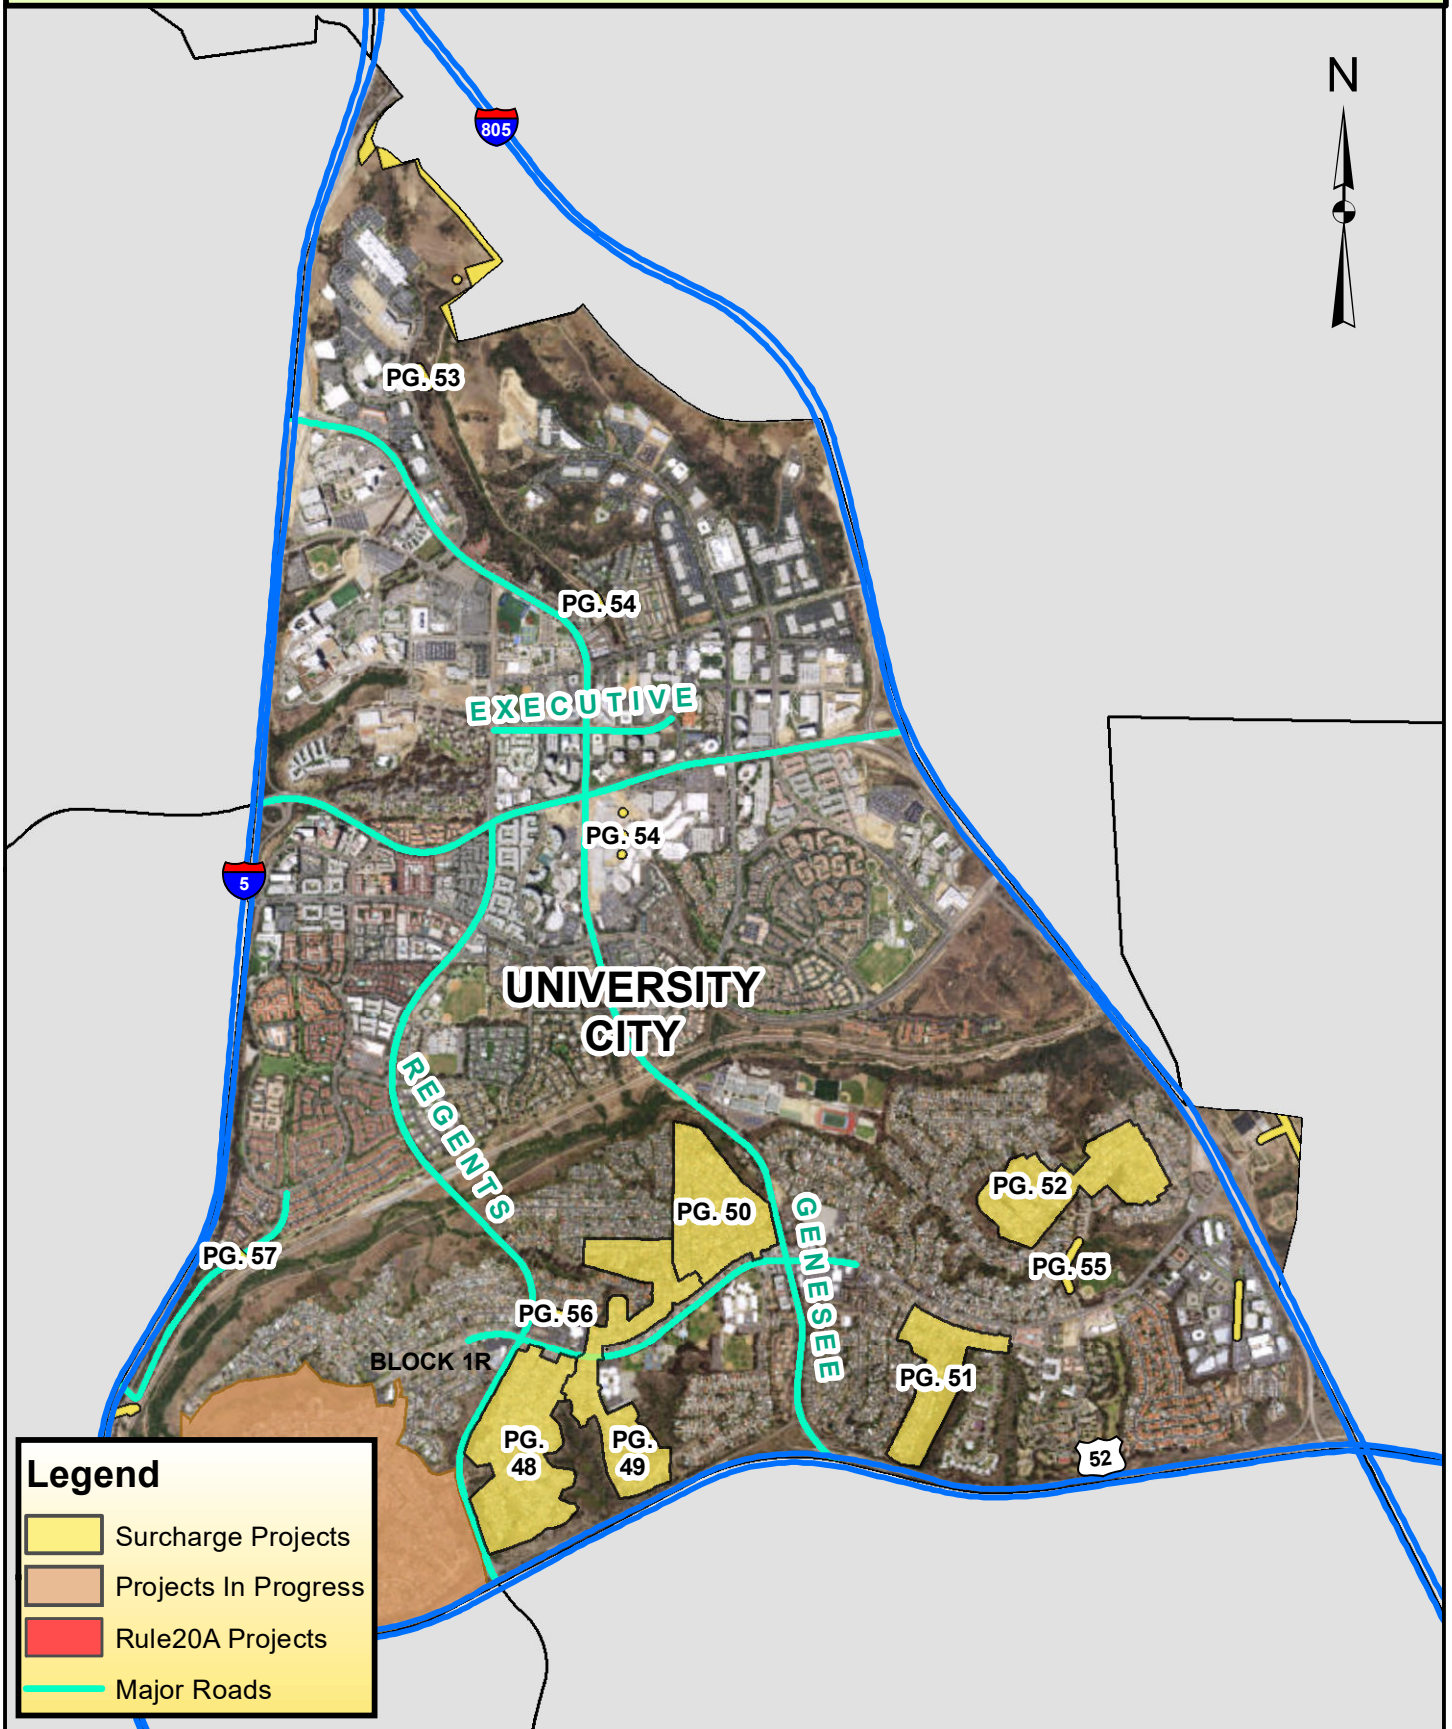 N
805
PG. 53
PG. 54
EXECUTIVE
PG. 54
5
UNIVERSITY
CITY
REGENTS
PG. 52
PG. 50
GENESEE
PG. 57
PG. 55
PG. 56
BLOCK 1R
PG. 51
PG.
48
PG.
49
52
Legend
Surcharge Projects
Projects In Progress
Rule20A Projects
Major Roads